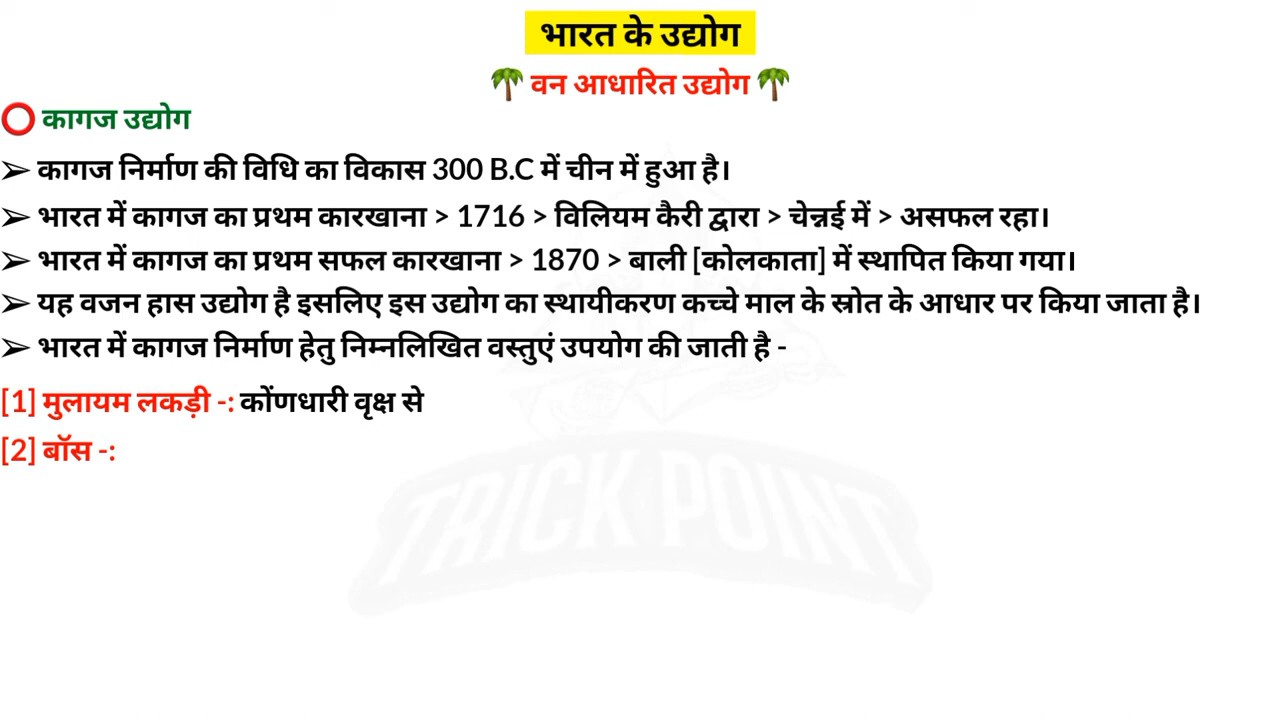 भारत के उद्योग
🌴 वन आधारित उद्योग 🌴
⭕ कागज उद्योग
➢ कागज निर्माण की विधि का विकास 300 B.C में चीन में हुआ है।
➢ भारत में कागज का प्रथम कारखाना > 1716 > विलियम कैरी द्वारा > चेन्नई में > असफल रहा।
➢ भारत में कागज का प्रथम सफल कारखाना > 1870 > बाली [कोलकाता] में स्थापित किया गया।
➢ यह वजन हास उद्योग है इसलिए इस उद्योग का स्थायीकरण कच्चे माल के स्रोत के आधार पर किया जाता है।
➢ भारत में कागज निर्माण हेतु निम्नलिखित वस्तुएं उपयोग की जाती है -
[1] मुलायम लकड़ी -: कोंणधारी वृक्ष से
[2] बॉस -:
TRICK POINT